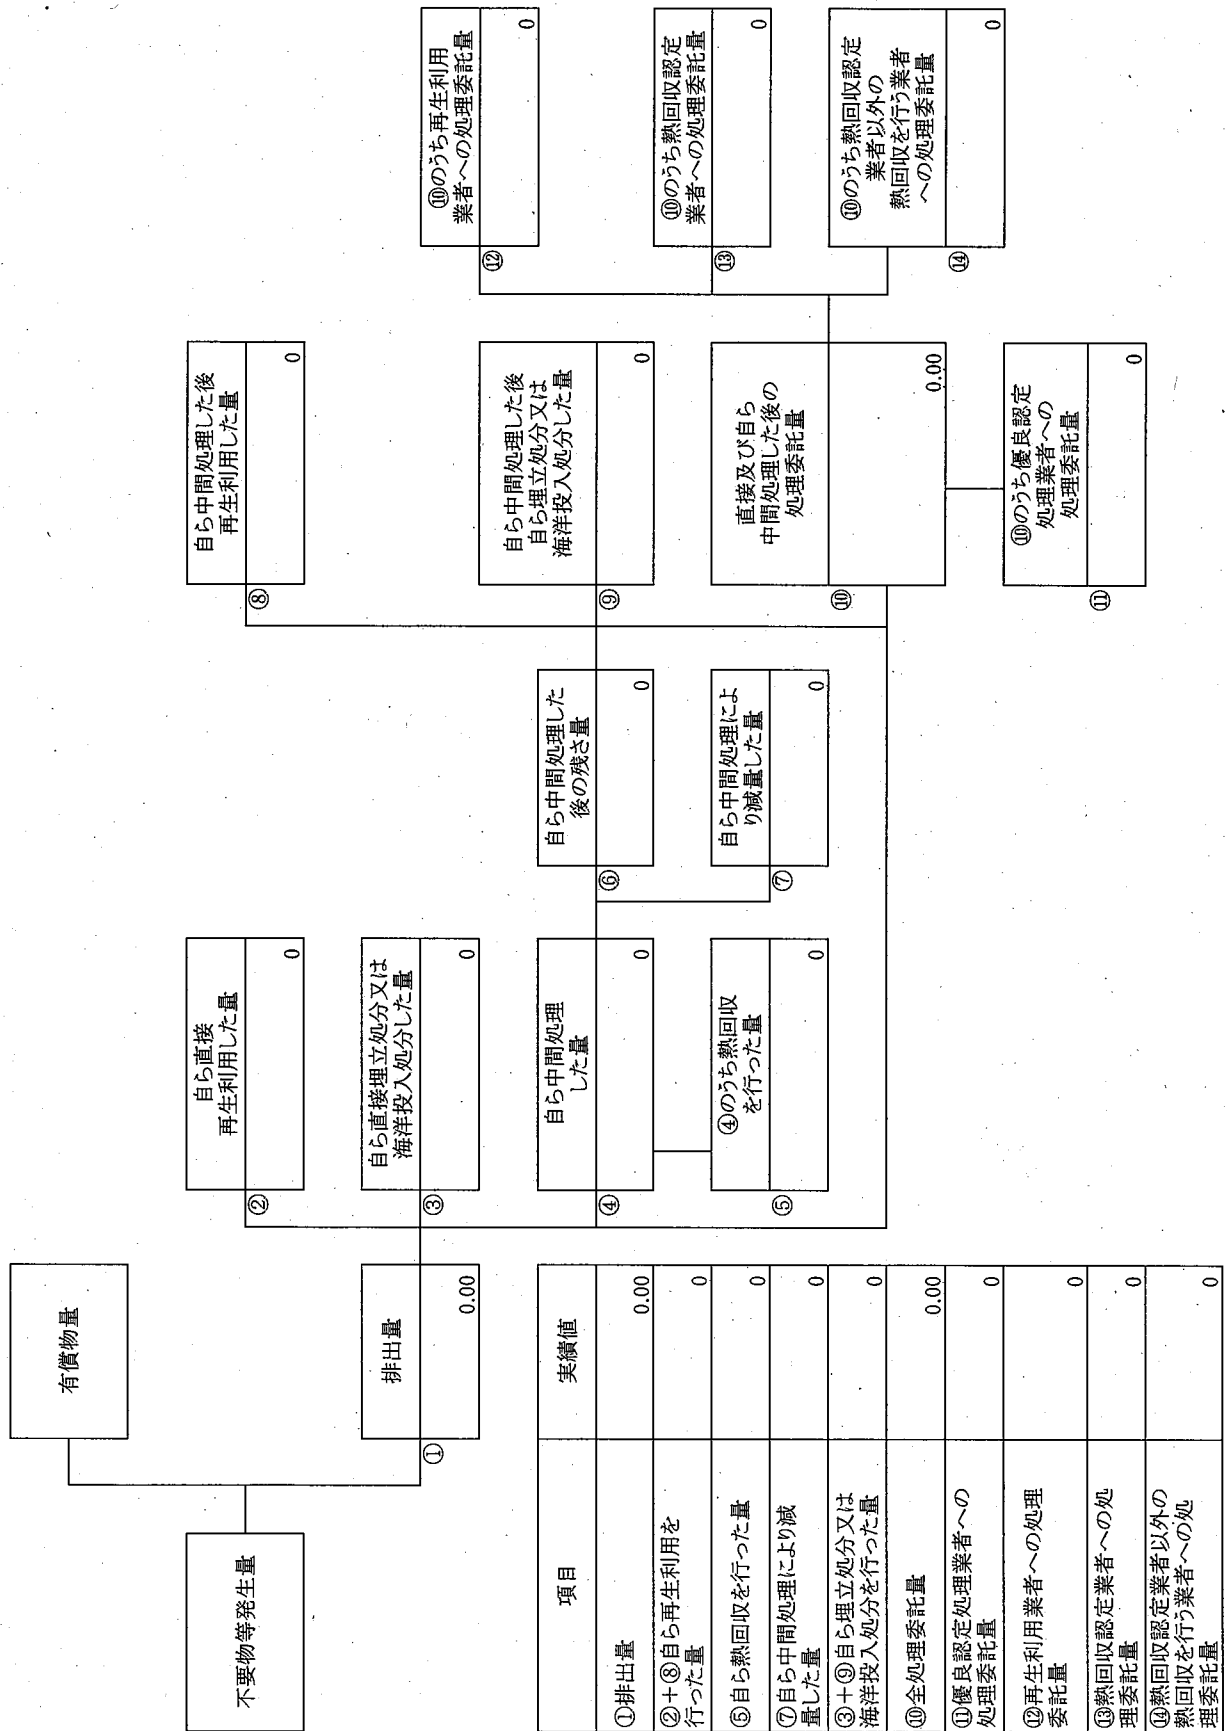 不要物等発生量
有償物量
①
排出量
0.00
②
自ら直接
再生利用した量
0
③
自ら直接埋立処分又は
海洋投入処分した量
0
④
自ら中間処理
した量
0
⑤
④のうち熱回収
を行った量
0
⑥
自ら中間処理した
後の残さ量
0
⑦
自ら中間処理によ
り減量した量
0
⑧
自ら中間処理した後
再生利用した量
0
⑨
自ら中間処理した後
自ら埋立処分又は
海洋投入処分した量
0
⑩
直接及び自ら
中間処理した後の
処理委託量
0.00
⑪
⑩のうち優良認定
処理業者への
処理委託量
0
⑫
⑩のうち再生利用
業者への処理委託量
0
⑬
⑩のうち熱回収認定
業者への処理委託量
0
⑭
⑩のうち熱回収認定
業者以外の
熱回収を行う業者
への処理委託量
0
項目 実績値
①排出量 0.00
②+⑧自ら再生利用を
行った量 0
⑤自ら熱回収を行った量 0
⑦自ら中間処理により減
量した量 0
③+⑨自ら埋立処分又は
海洋投入処分を行った量 0
⑩全処理委託量 0.00
⑪優良認定処理業者への
処理委託量 0
⑫再生利用業者への処理
委託量 0
⑬熱回収認定業者への処
理委託量 0
⑭熱回収認定業者以外の
熱回収を行う業者への処
理委託量 0